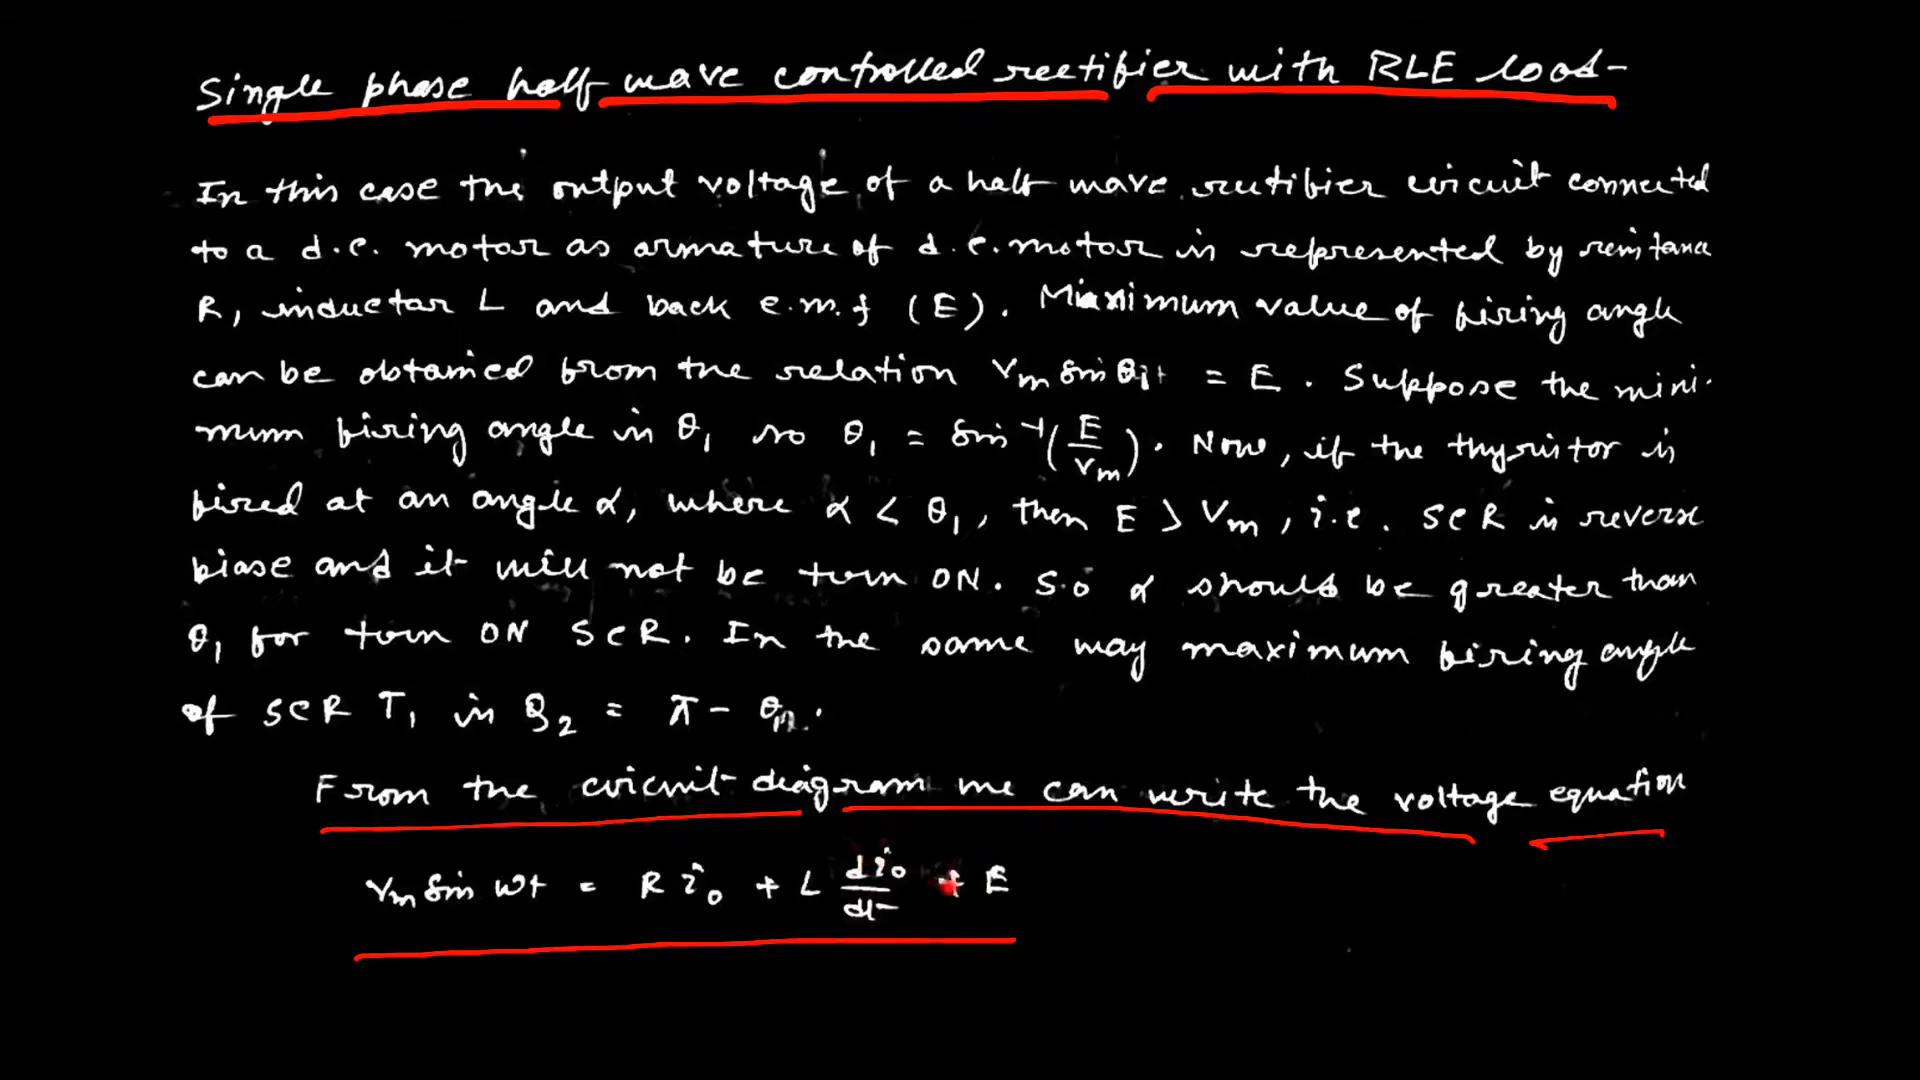 Single phase half wave controlled rectifier with RLE load-
In this case the output voltage of a half wave rectifier circuit connected
to a d.c. motor as armature of d.c. motor is represented by resistance
R, inductor L and back e.m.f (E). Minimum value of firing angle
can be obtained from the relation Vm sin θ1 = E. Suppose the mini-
mum firing angle is θ1 so θ1 = sin⁻¹(E/Vm). Now, if the thyristor is
fired at an angle α, where α < θ1, then E > Vm, i.e. SCR is reverse
biase and it will not be turn ON. So α should be greater than
θ1 for turn ON SCR. In the same way maximum firing angle
of SCR T1 is θ2 = π - θ1.
From the circuit diagram we can write the voltage equation
Vm sin ωt = R i0 + L di0/dt + E